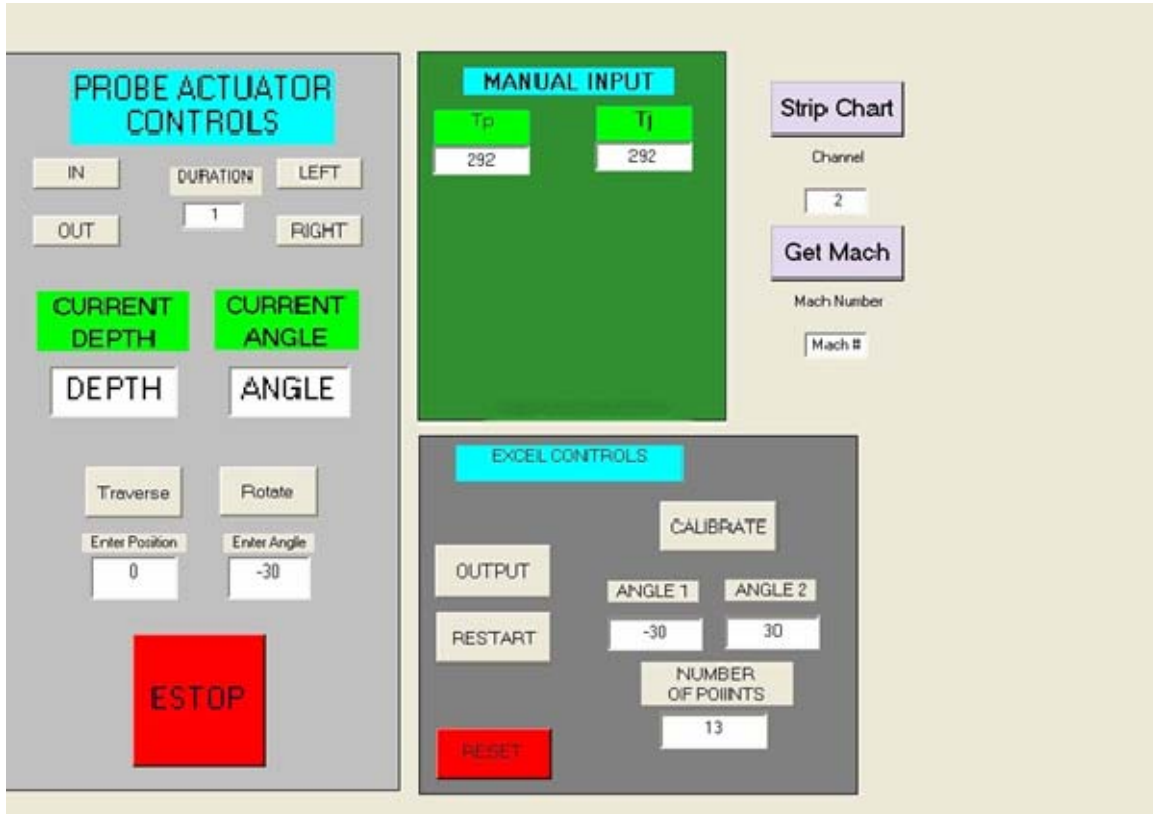 PROBE ACTUATOR
CONTROLS
IN
DURATION
LEFT
1
OUT
RIGHT
CURRENT
DEPTH
CURRENT
ANGLE
DEPTH
ANGLE
Traverse
Rotate
Enter Position
Enter Angle
0
-30
ESTOP
MANUAL INPUT
Tp
Tj
292
292
Strip Chart
Channel
2
Get Mach
Mach Number
Mach #
EXCEL CONTROLS
CALIBRATE
OUTPUT
ANGLE 1
ANGLE 2
RESTART
-30
30
NUMBER
OF POIINTS
13
RESET